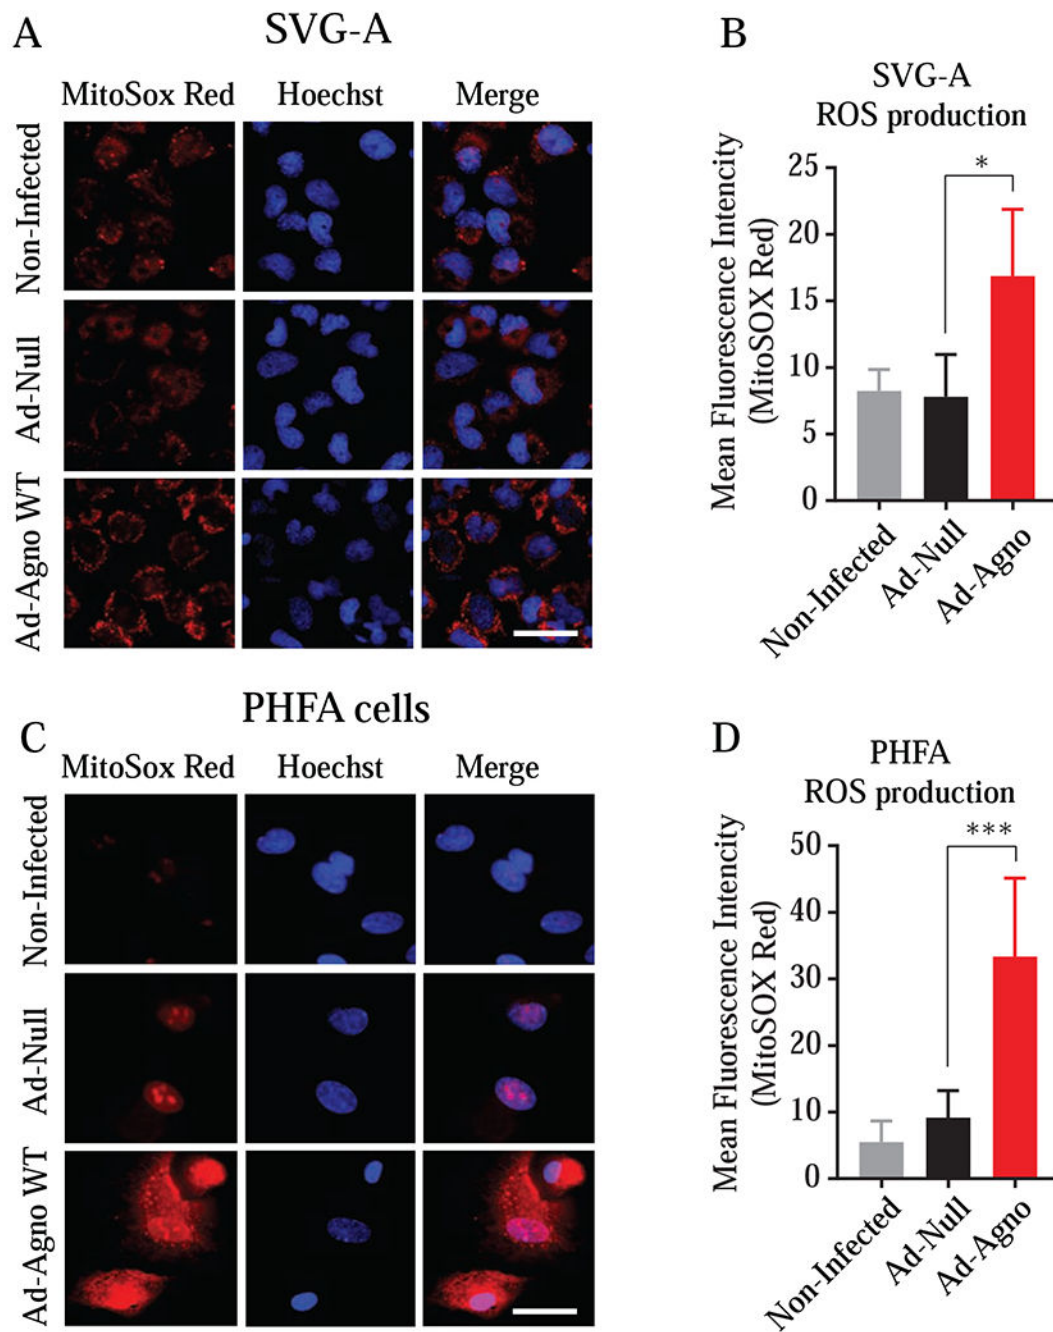 A
SVG-A
MitoSox Red Hoechst Merge
Non-Infected
Ad-Null
Ad-Agno WT
B
SVG-A
ROS production
Mean Fluorescence Intencity
(MitoSOX Red)
25
20
15
10
5
0
*
Non-Infected
Ad-Null
Ad-Agno
C
PHFA cells
MitoSox Red Hoechst Merge
Non-Infected
Ad-Null
Ad-Agno WT
D
PHFA
ROS production
Mean Fluorescence Intencity
(MitoSOX Red)
50
40
30
20
10
0
***
Non-Infected
Ad-Null
Ad-Agno